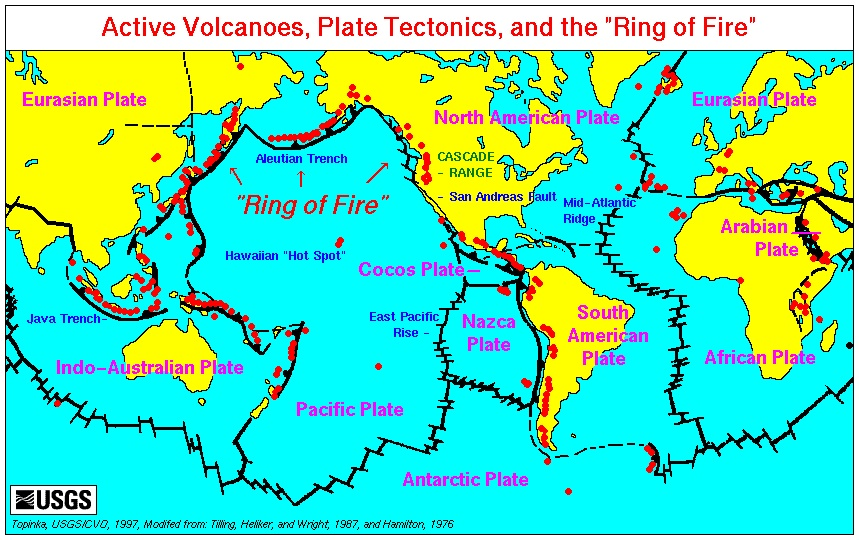 Active Volcanoes, Plate Tectonics, and the "Ring of Fire"
Eurasian Plate
North American Plate
Eurasian Plate
Aleutian Trench
CASCADE
- RANGE
"Ring of Fire"
- San Andreas Fault
Mid-Atlantic
Ridge
Arabian
Plate
Hawaiian "Hot Spot"
Cocos Plate
Java Trench-
East Pacific
Rise -
Nazca
Plate
South
American
Plate
Indo-Australian Plate
African Plate
Pacific Plate
Antarctic Plate
USGS
Topinka, USGS/CVO, 1997, Modifed from: Tilling, Heliker, and Wright, 1987, and Hamilton, 1976